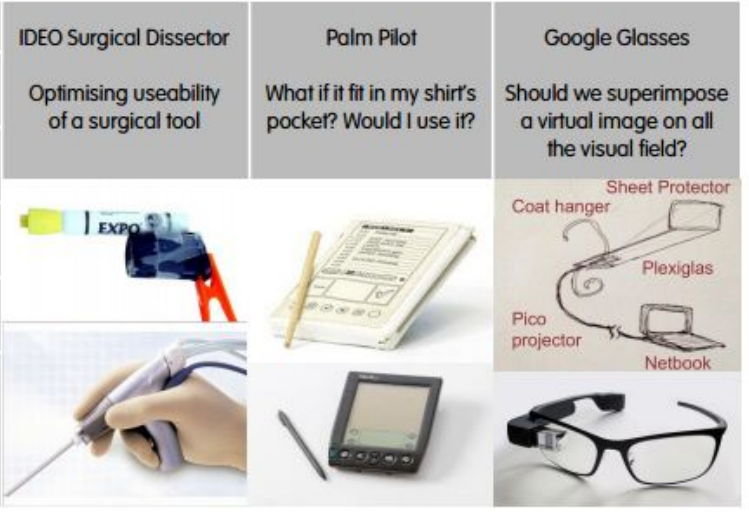 IDEO Surgical Dissector
Optimising useability
of a surgical tool
Palm Pilot
What if it fit in my shirt's
pocket? Would I use it?
Google Glasses
Should we superimpose
a virtual image on all
the visual field?
EXPO
Sheet Protector
Coat hanger
Plexiglas
Pico
projector
Netbook